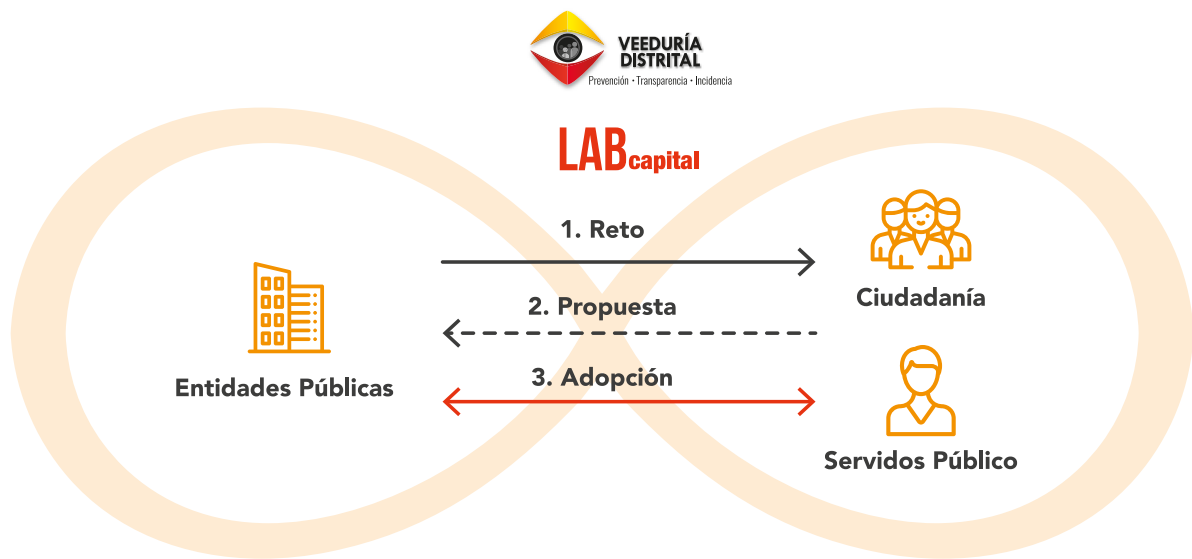 VEEDURÍA
DISTRITAL
Prevención • Transparencia • Incidencia
LABcapital
1. Reto
Ciudadanía
2. Propuesta
Entidades Públicas
3. Adopción
Servidos Público